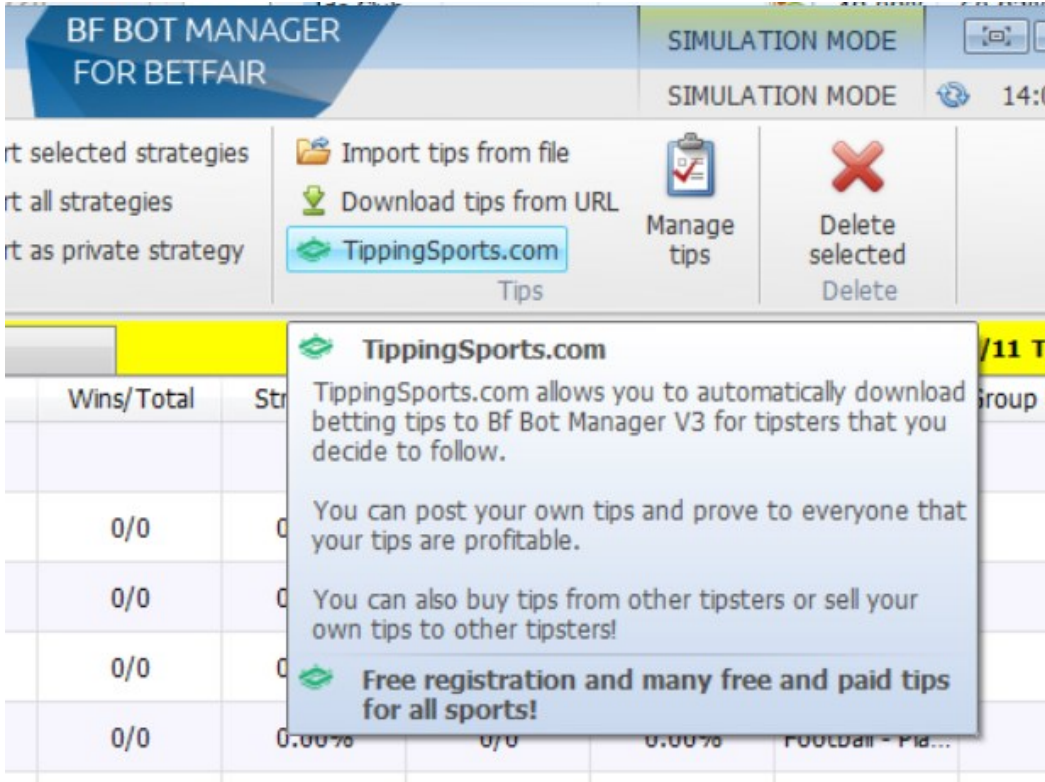 BF BOT MANAGER
FOR BETFAIR
SIMULATION MODE
SIMULATION MODE
14:0
rt selected strategies
rt all strategies
rt as private strategy
Import tips from file
Download tips from URL
TippingSports.com
Tips
Manage
tips
Delete
selected
Delete
/11 T
Wins/Total
Str
Group
TippingSports.com
TippingSports.com allows you to automatically download
betting tips to Bf Bot Manager V3 for tipsters that you
decide to follow.
You can post your own tips and prove to everyone that
your tips are profitable.
You can also buy tips from other tipsters or sell your
own tips to other tipsters!
Free registration and many free and paid tips
for all sports!
0/0
0/0
0/0
0/0
0.00%
0/0
0.00%
Football - Pla...